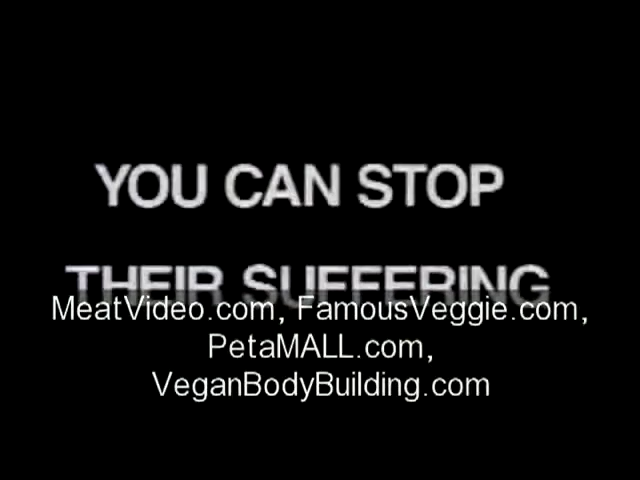 YOU CAN STOP
THEIR SUFFERING
MeatVideo.com, FamousVeggie.com,
PetaMALL.com,
VeganBodyBuilding.com